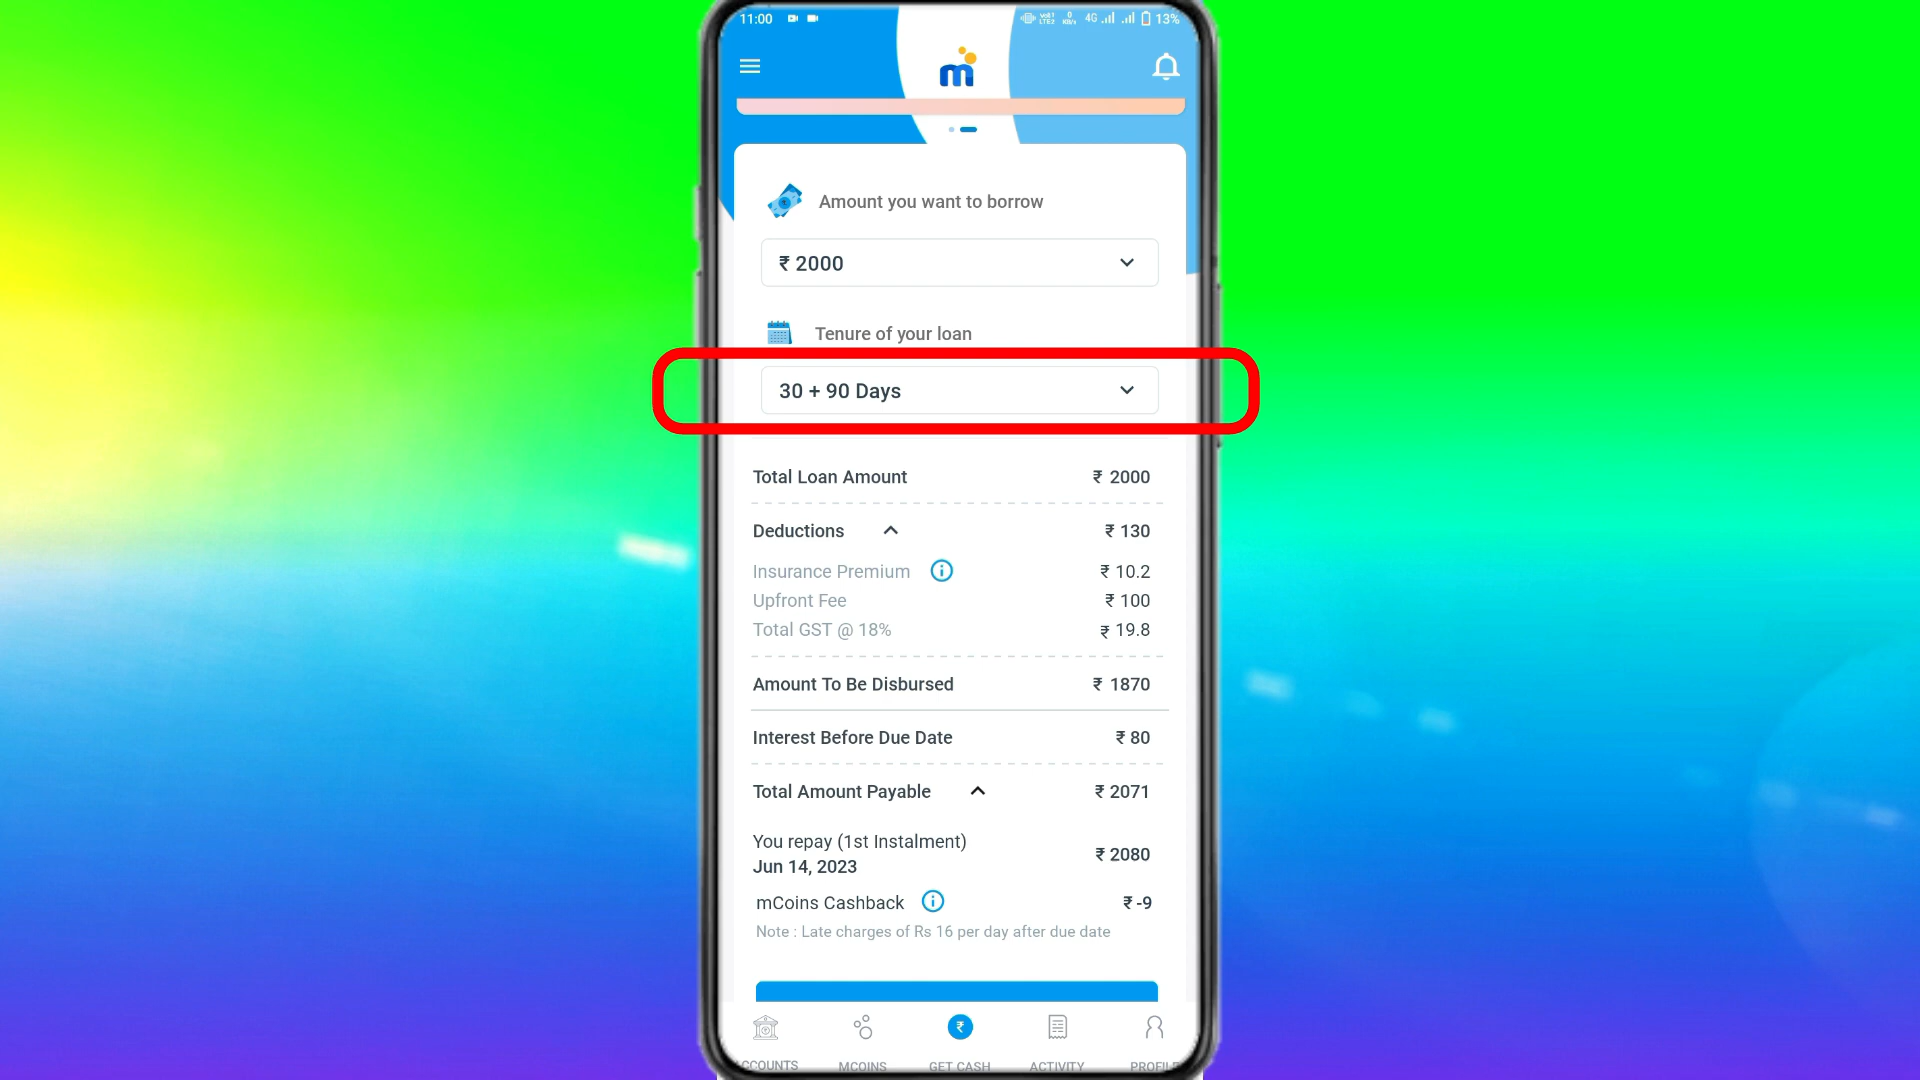 11:00
4G 13%
m
Amount you want to borrow
₹ 2000
Tenure of your loan
30 + 90 Days
Total Loan Amount ₹ 2000
Deductions ₹ 130
Insurance Premium ₹ 10.2
Upfront Fee ₹ 100
Total GST @ 18% ₹ 19.8
Amount To Be Disbursed ₹ 1870
Interest Before Due Date ₹ 80
Total Amount Payable ₹ 2071
You repay (1st Instalment)
Jun 14, 2023 ₹ 2080
mCoins Cashback ₹ -9
Note : Late charges of Rs 16 per day after due date
₹
CCOUNTS MCOINS GET CASH ACTIVITY PROFILE